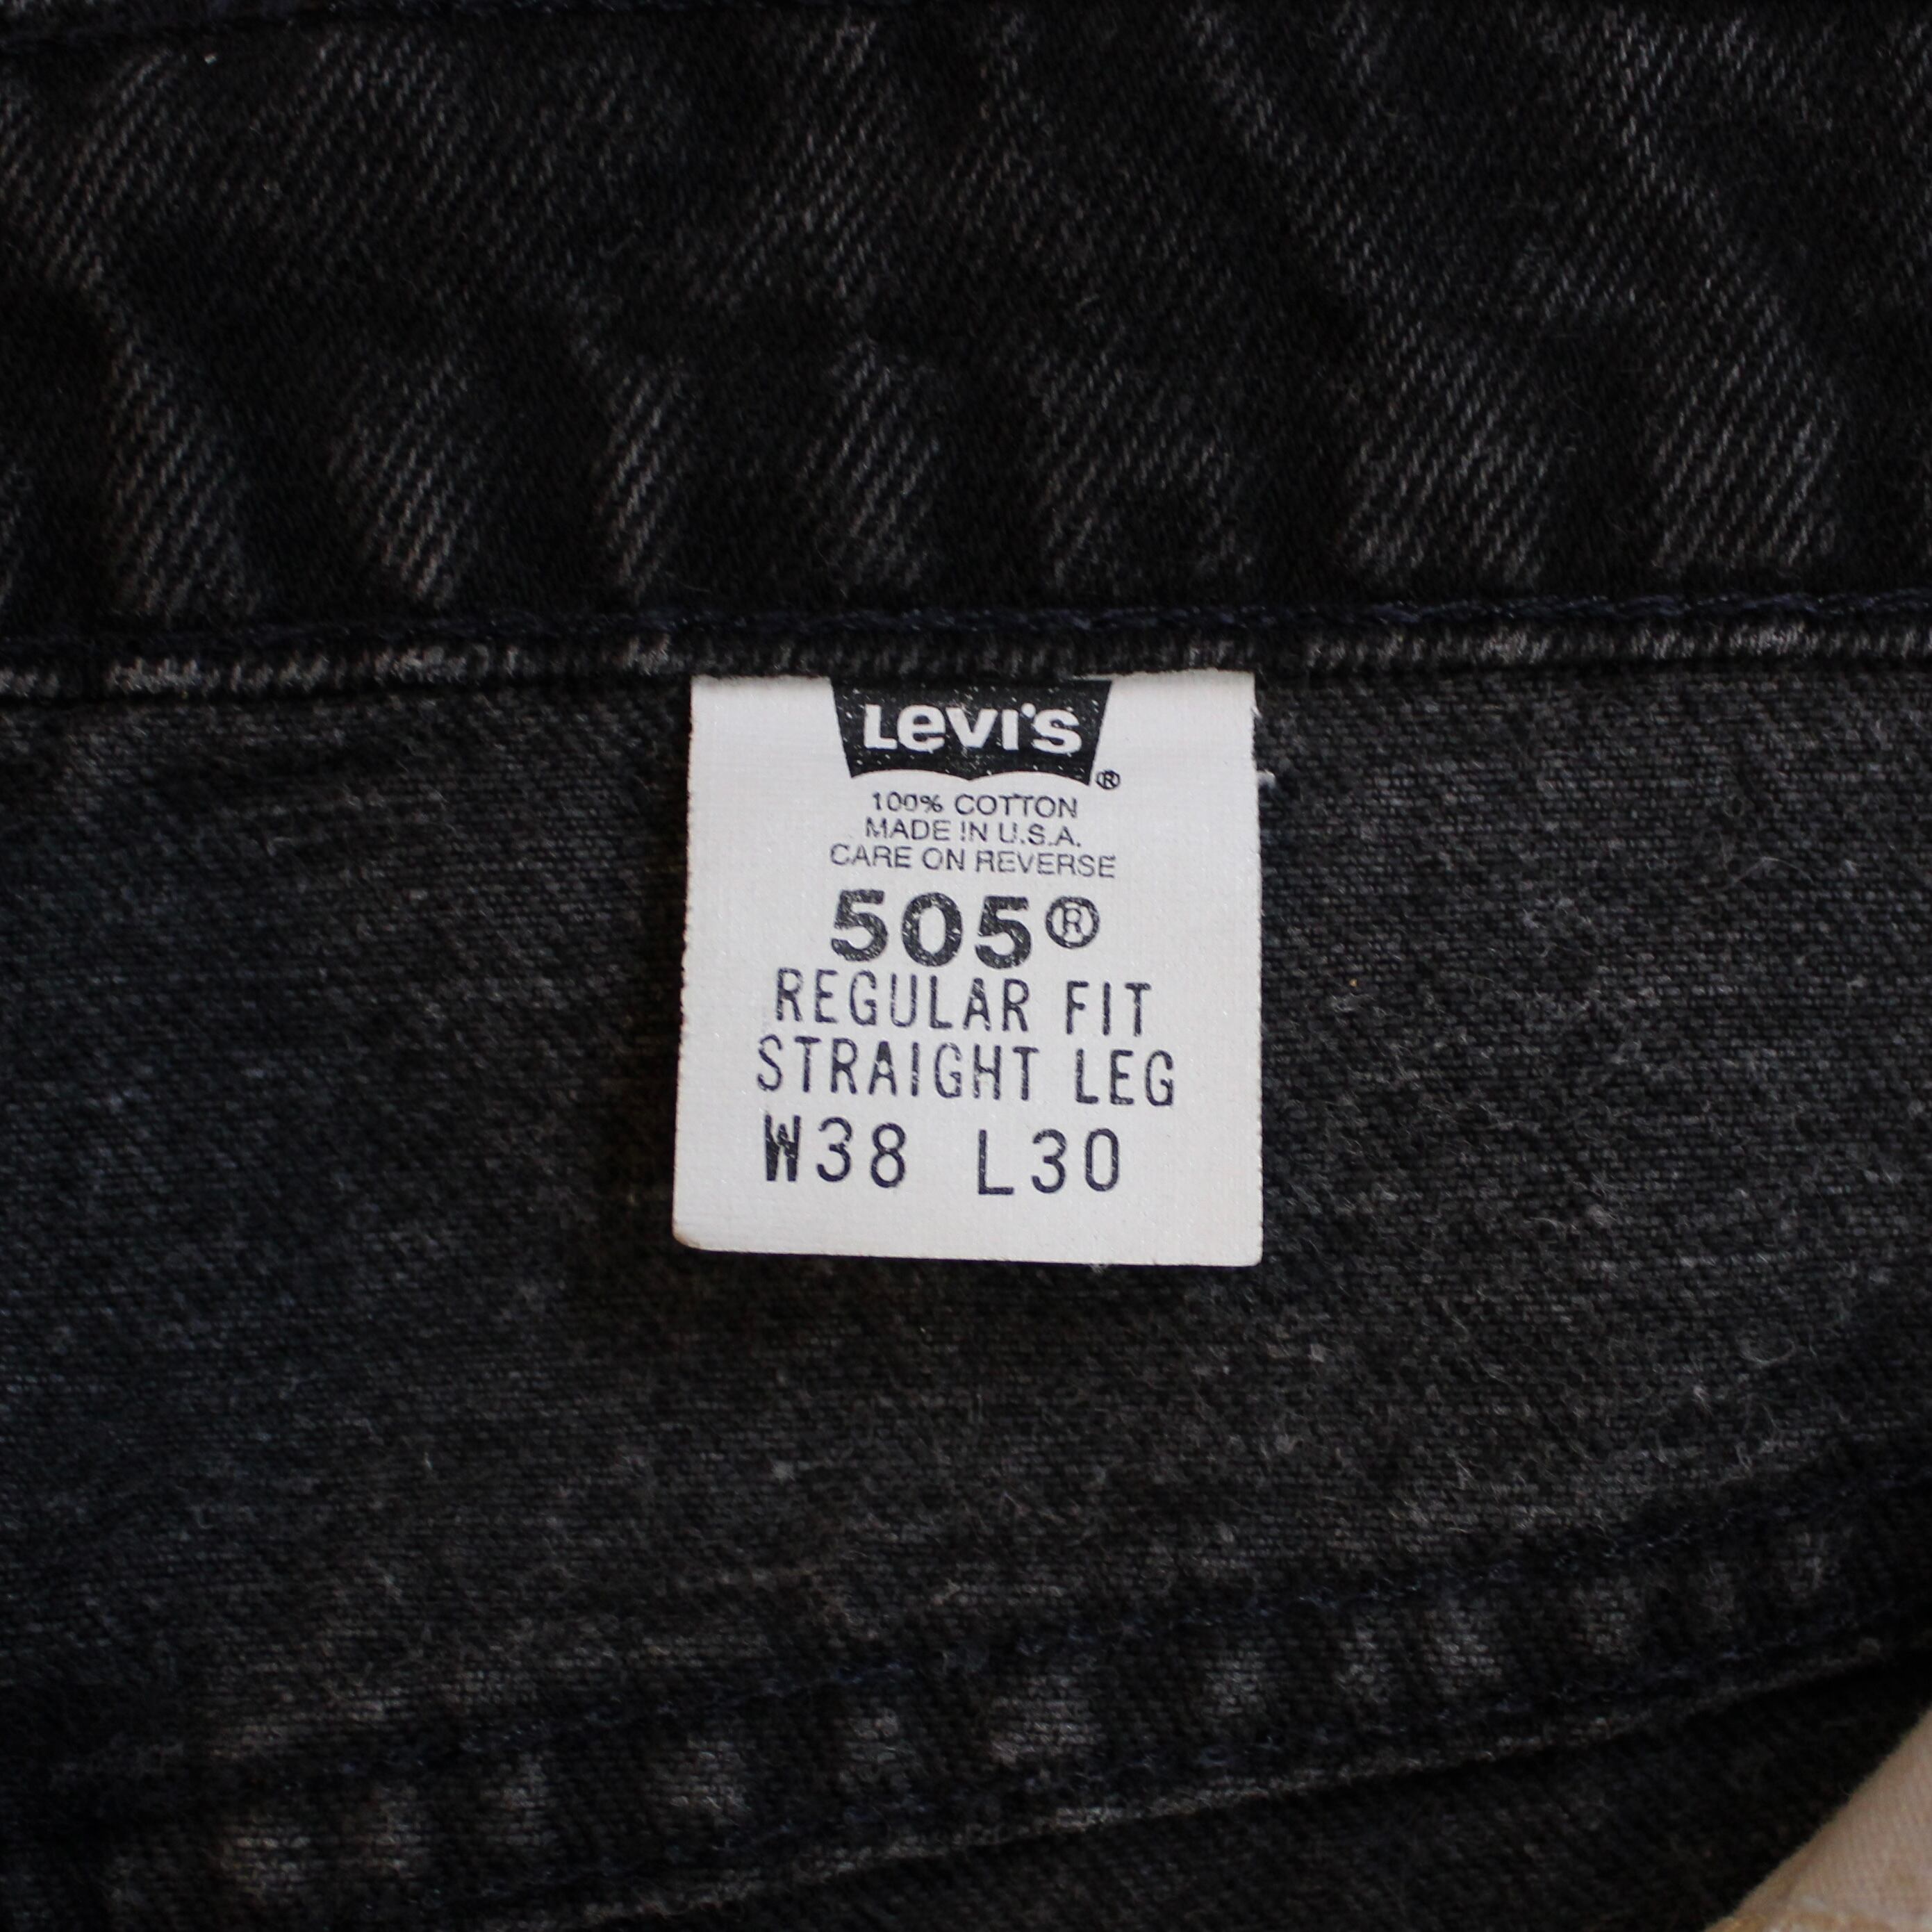 LEVI'S
®
100% COTTON
MADE IN U.S.A.
CARE ON REVERSE
505®
REGULAR FIT
STRAIGHT LEG
W38 L30